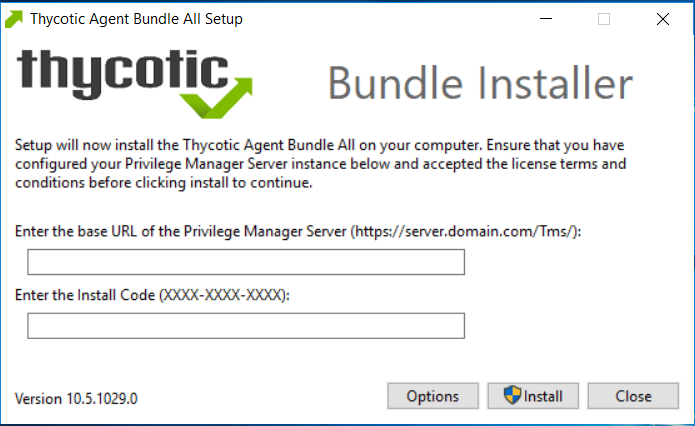 Thycotic Agent Bundle All Setup
thycotic
Bundle Installer
Setup will now install the Thycotic Agent Bundle All on your computer. Ensure that you have
configured your Privilege Manager Server instance below and accepted the license terms and
conditions before clicking install to continue.
Enter the base URL of the Privilege Manager Server (https://server.domain.com/Tms/):
Enter the Install Code (XXXX-XXXX-XXXX):
Version 10.5.1029.0
Options
Install
Close